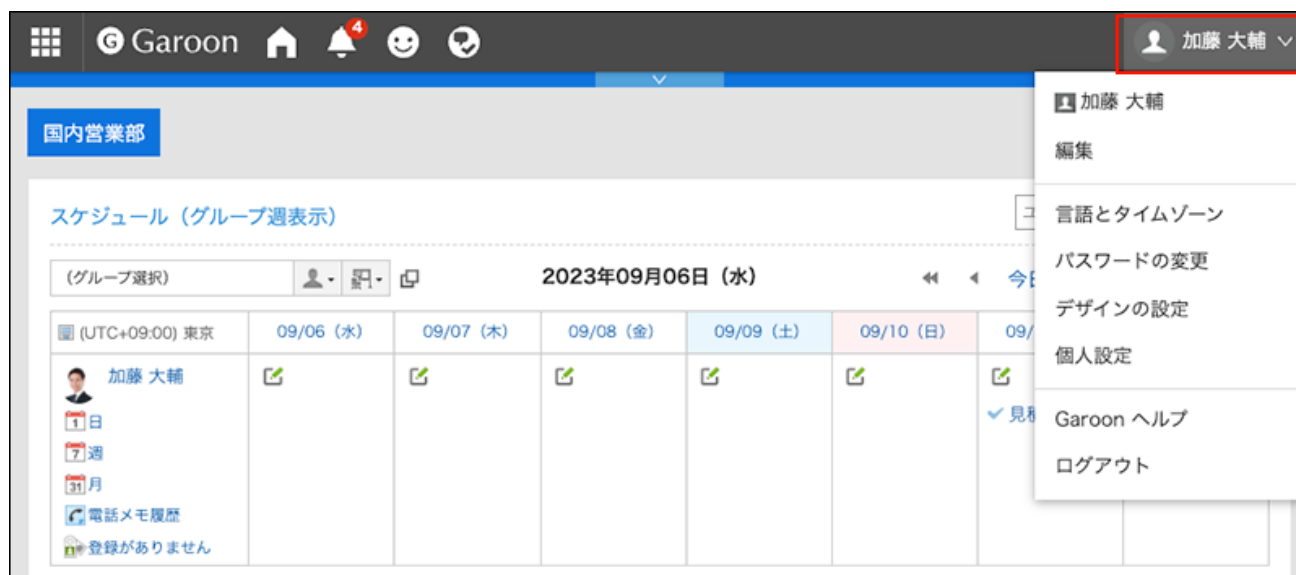 G Garoon 4 加藤 大輔
加藤 大輔
編集
言語とタイムゾーン
パスワードの変更
デザインの設定
個人設定
Garoon ヘルプ
ログアウト
国内営業部
スケジュール（グループ週表示）
(グループ選択) 2023年09月06日（水）
(UTC+09:00) 東京 09/06（水） 09/07（木） 09/08（金） 09/09（土） 09/10（日） 09/
加藤 大輔
見
1 日
7 週
31 月
電話メモ履歴
登録がありません